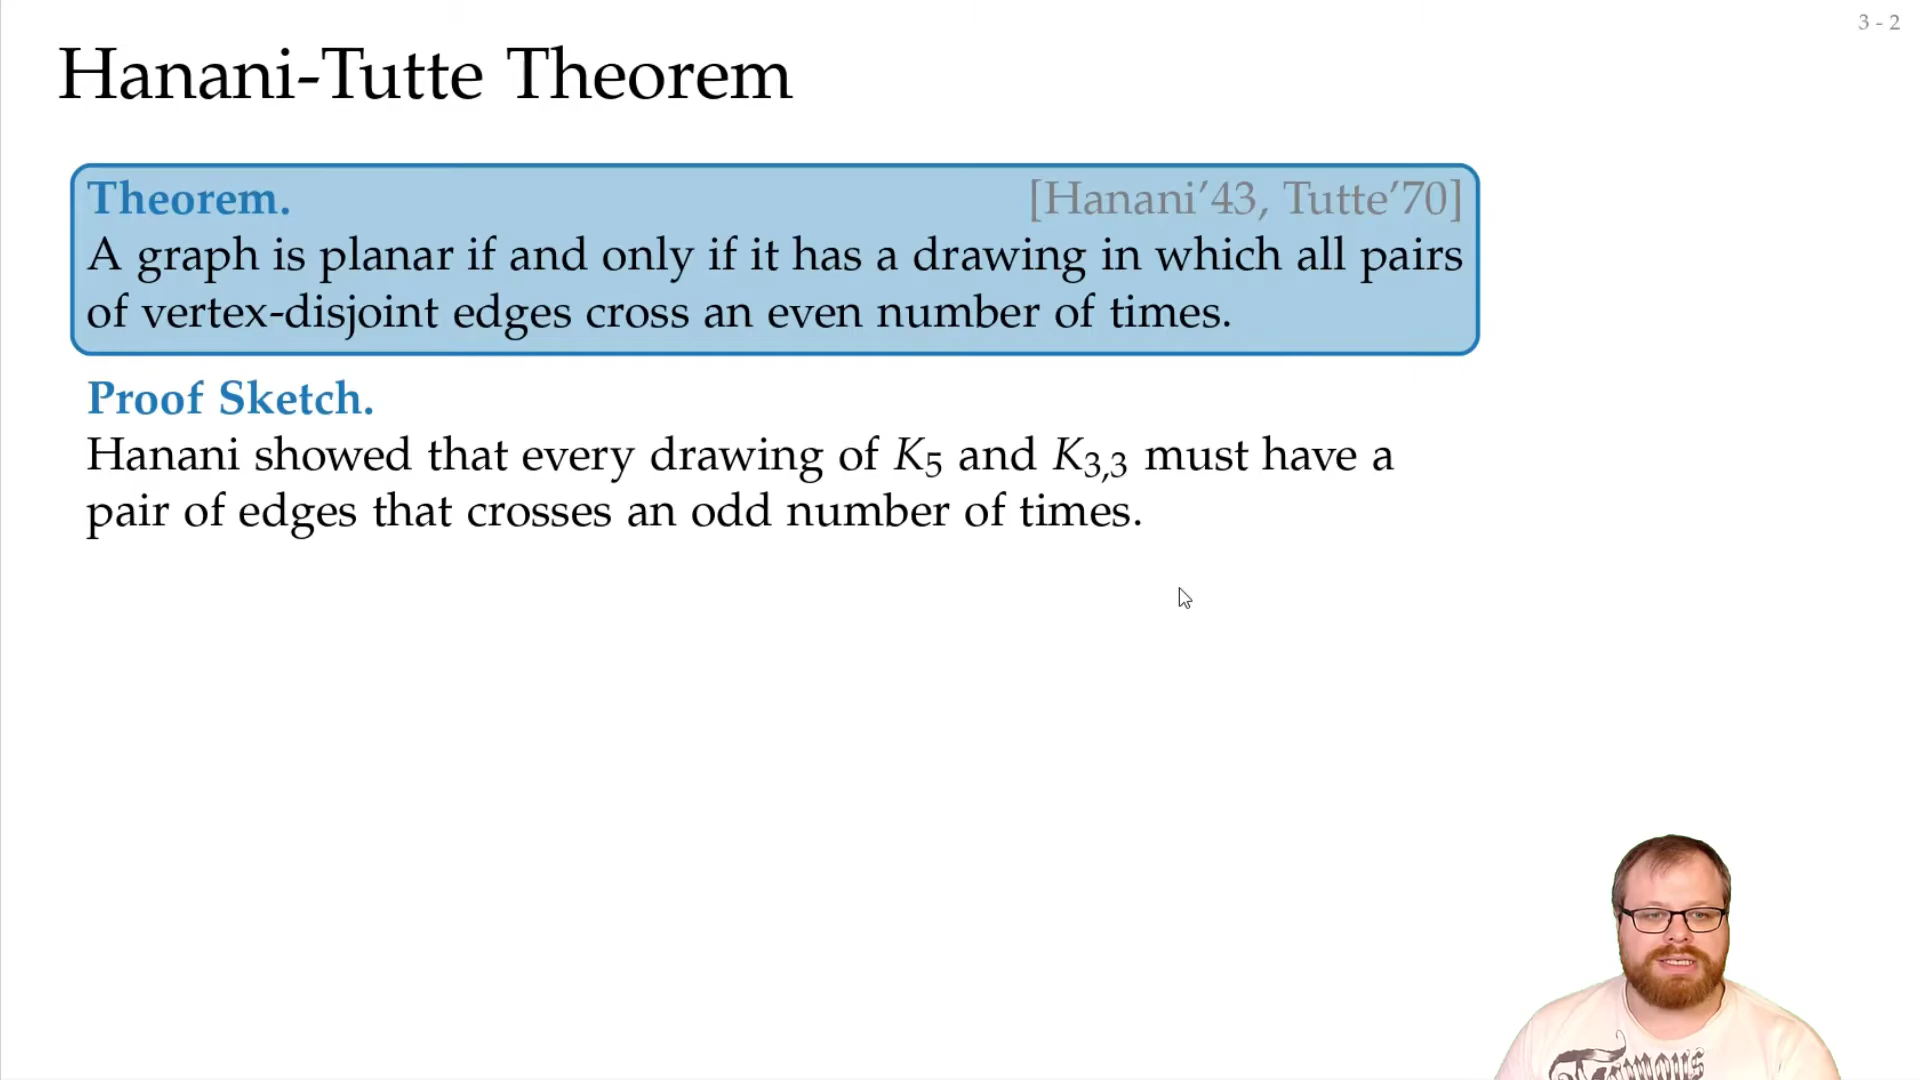 3 - 2
Hanani-Tutte Theorem
Theorem. [Hanani’43, Tutte’70]
A graph is planar if and only if it has a drawing in which all pairs
of vertex-disjoint edges cross an even number of times.
Proof Sketch.
Hanani showed that every drawing of K₅ and K₃,₃ must have a
pair of edges that crosses an odd number of times.
Famous